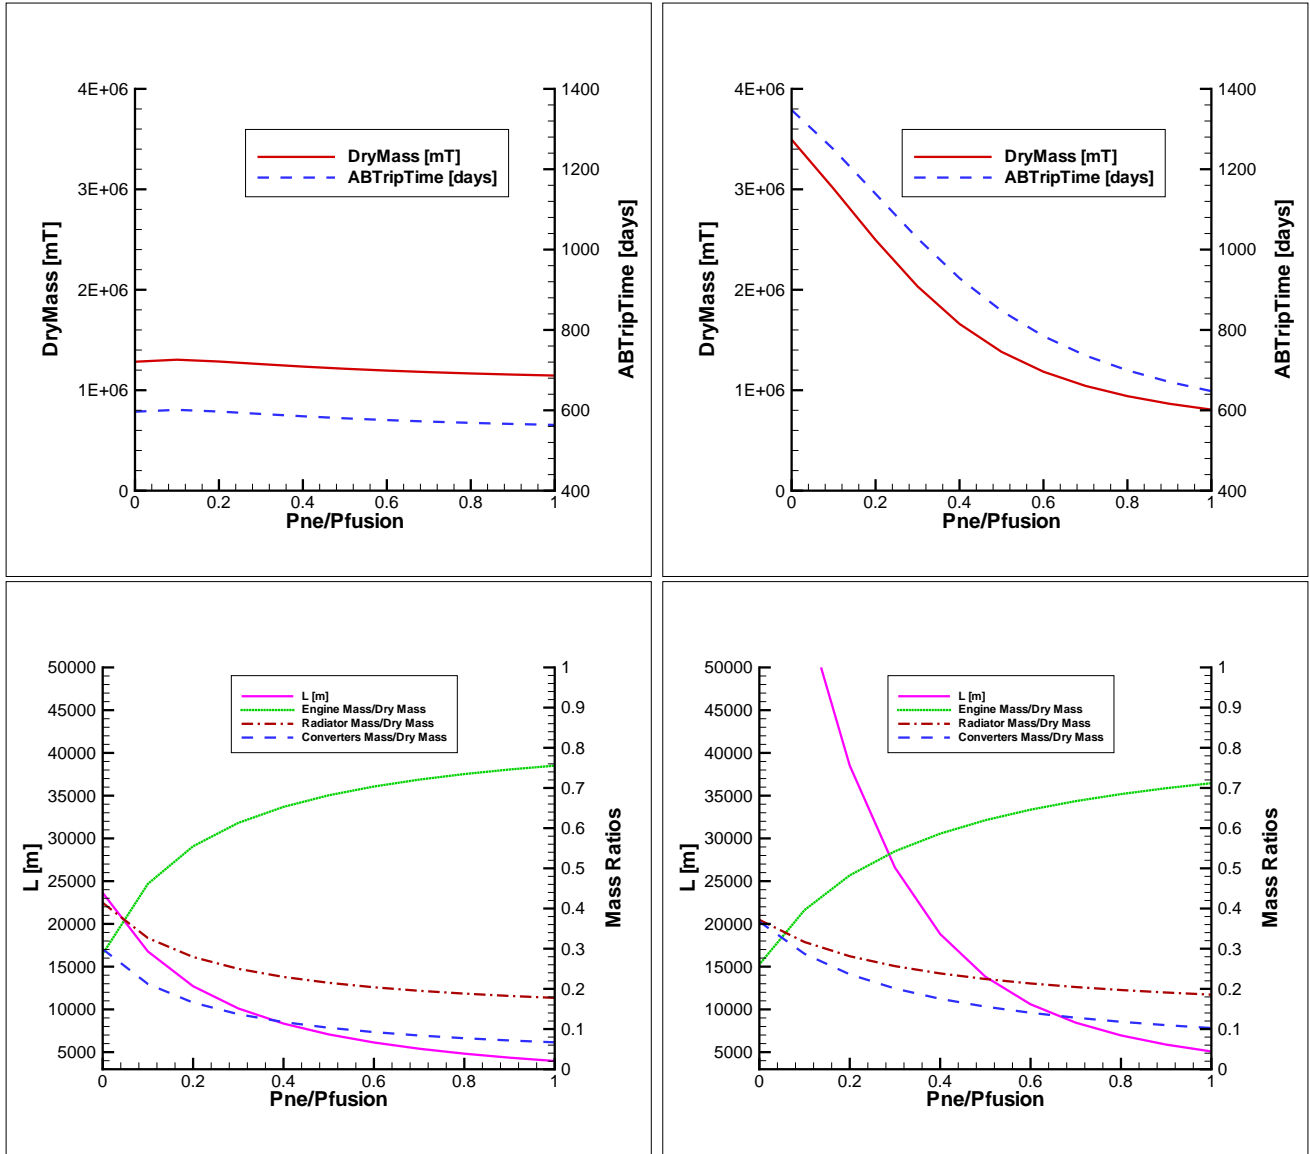 4E+06
3E+06
2E+06
1E+06
0
DryMass [mT]
1400
1200
1000
800
600
400
ABTripTime [days]
DryMass [mT]
ABTripTime [days]
0 0.2 0.4 0.6 0.8 1
Pne/Pfusion
4E+06
3E+06
2E+06
1E+06
0
DryMass [mT]
1400
1200
1000
800
600
400
ABTripTime [days]
DryMass [mT]
ABTripTime [days]
0 0.2 0.4 0.6 0.8 1
Pne/Pfusion
50000
45000
40000
35000
30000
25000
20000
15000
10000
5000
L [m]
1
0.9
0.8
0.7
0.6
0.5
0.4
0.3
0.2
0.1
0
Mass Ratios
L [m]
Engine Mass/Dry Mass
Radiator Mass/Dry Mass
Converters Mass/Dry Mass
0 0.2 0.4 0.6 0.8 1
Pne/Pfusion
50000
45000
40000
35000
30000
25000
20000
15000
10000
5000
L [m]
1
0.9
0.8
0.7
0.6
0.5
0.4
0.3
0.2
0.1
0
Mass Ratios
L [m]
Engine Mass/Dry Mass
Radiator Mass/Dry Mass
Converters Mass/Dry Mass
0 0.2 0.4 0.6 0.8 1
Pne/Pfusion